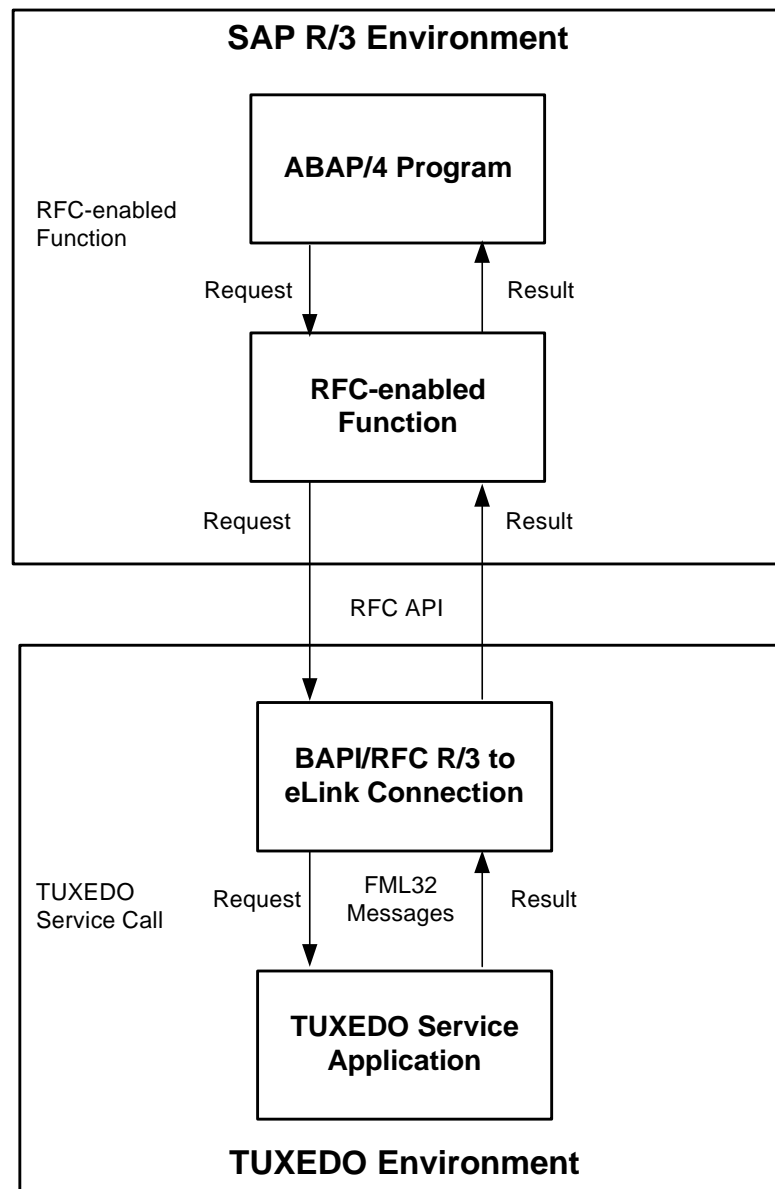 SAP R/3 Environment
ABAP/4 Program
RFC-enabled
Function
Request
Result
RFC-enabled
Function
Request
Result
RFC API
BAPI/RFC R/3 to
eLink Connection
TUXEDO
Service Call
Request
FML32
Messages
Result
TUXEDO Service
Application
TUXEDO Environment